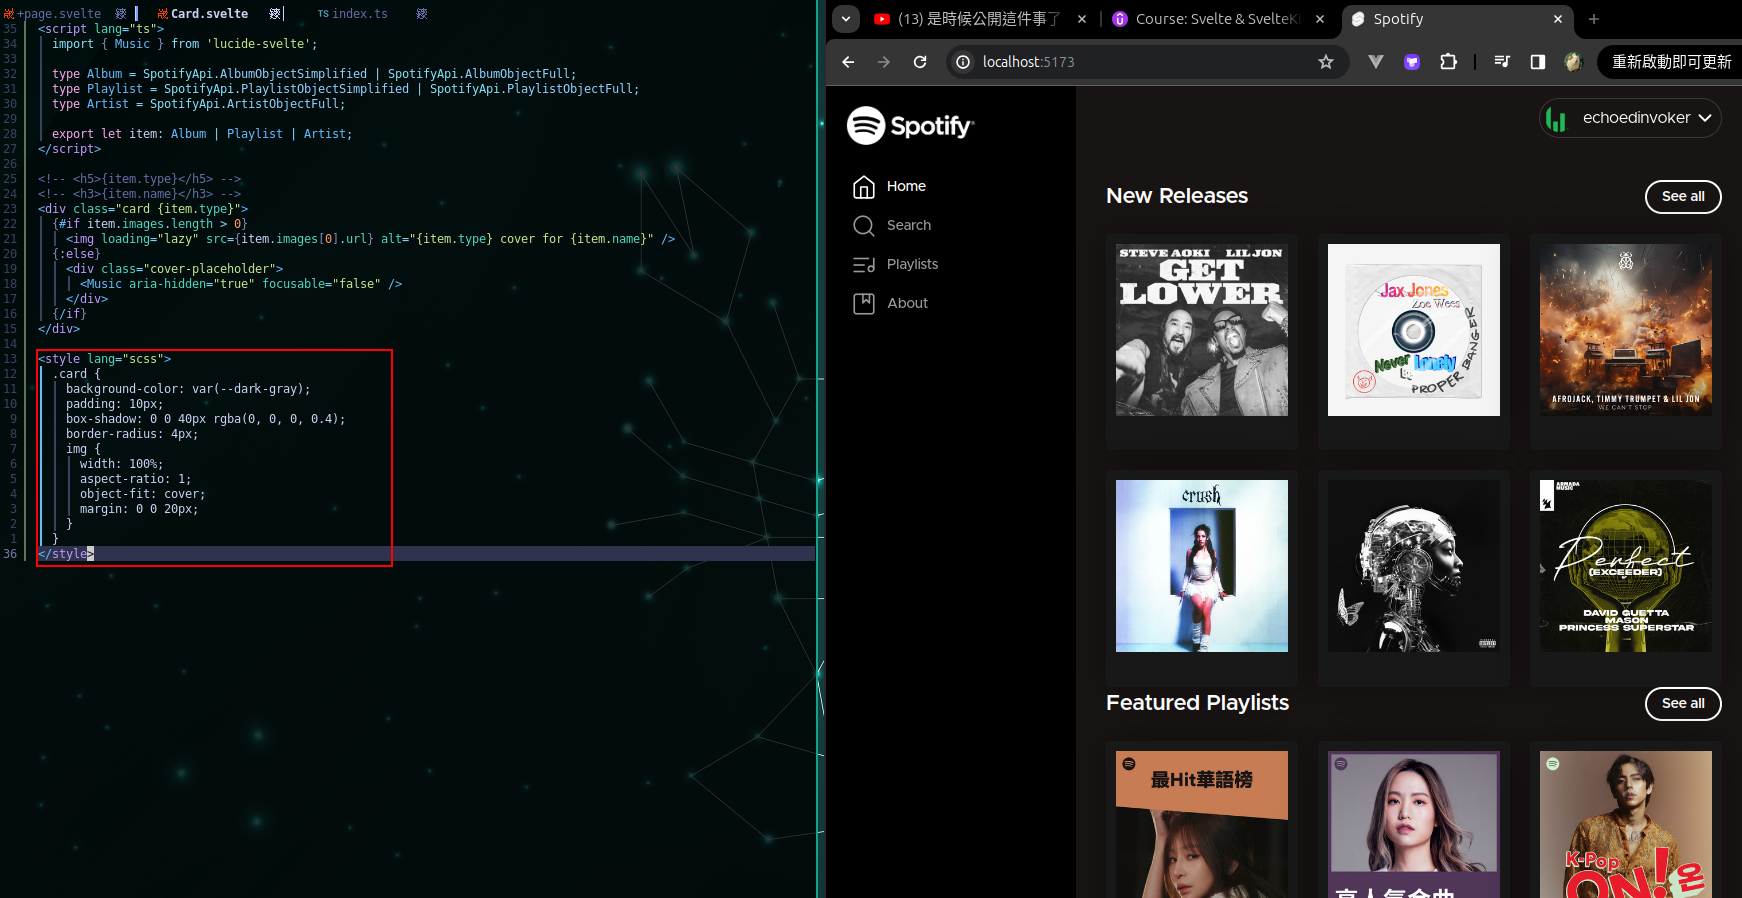 +page.svelte
Card.svelte
TS index.ts
35 <script lang="ts">
34 import { Music } from 'lucide-svelte';
33
32 type Album = SpotifyApi.AlbumObjectSimplified | SpotifyApi.AlbumObjectFull;
31 type Playlist = SpotifyApi.PlaylistObjectSimplified | SpotifyApi.PlaylistObjectFull;
30 type Artist = SpotifyApi.ArtistObjectFull;
29
28 export let item: Album | Playlist | Artist;
27 </script>
26
25 <!-- <h5>{item.type}</h5> -->
24 <!-- <h3>{item.name}</h3> -->
23 <div class="card {item.type}">
22 {#if item.images.length > 0}
21 <img loading="lazy" src={item.images[0].url} alt="{item.type} cover for {item.name}" />
20 {:else}
19 <div class="cover-placeholder">
18 <Music aria-hidden="true" focusable="false" />
17 </div>
16 {/if}
15 </div>
14
13 <style lang="scss">
12 .card {
11 background-color: var(--dark-gray);
10 padding: 10px;
9 box-shadow: 0 0 40px rgba(0, 0, 0, 0.4);
8 border-radius: 4px;
7 img {
6 width: 100%;
5 aspect-ratio: 1;
4 object-fit: cover;
3 margin: 0 0 20px;
2 }
1 }
36 </style>
(13) 是時候公開這件事了
Course: Svelte & SvelteKi
Spotify
localhost:5173
重新啟動即可更新
Spotify
echoedinvoker
Home
Search
Playlists
About
New Releases
See all
STEVE AOKI LIL JON
GET
LOWER
Jax Jones
Zoe Wees
Never
Be
Lonely
PROPER BANGER
AFROJACK, TIMMY TRUMPET & LIL JON
WE CAN'T STOP
crush
ARMADA
MUSIC
Perfect
(EXCEEDER)
DAVID GUETTA
MASON
PRINCESS SUPERSTAR
Featured Playlists
See all
最Hit華語榜
K-Pop
ON!
온